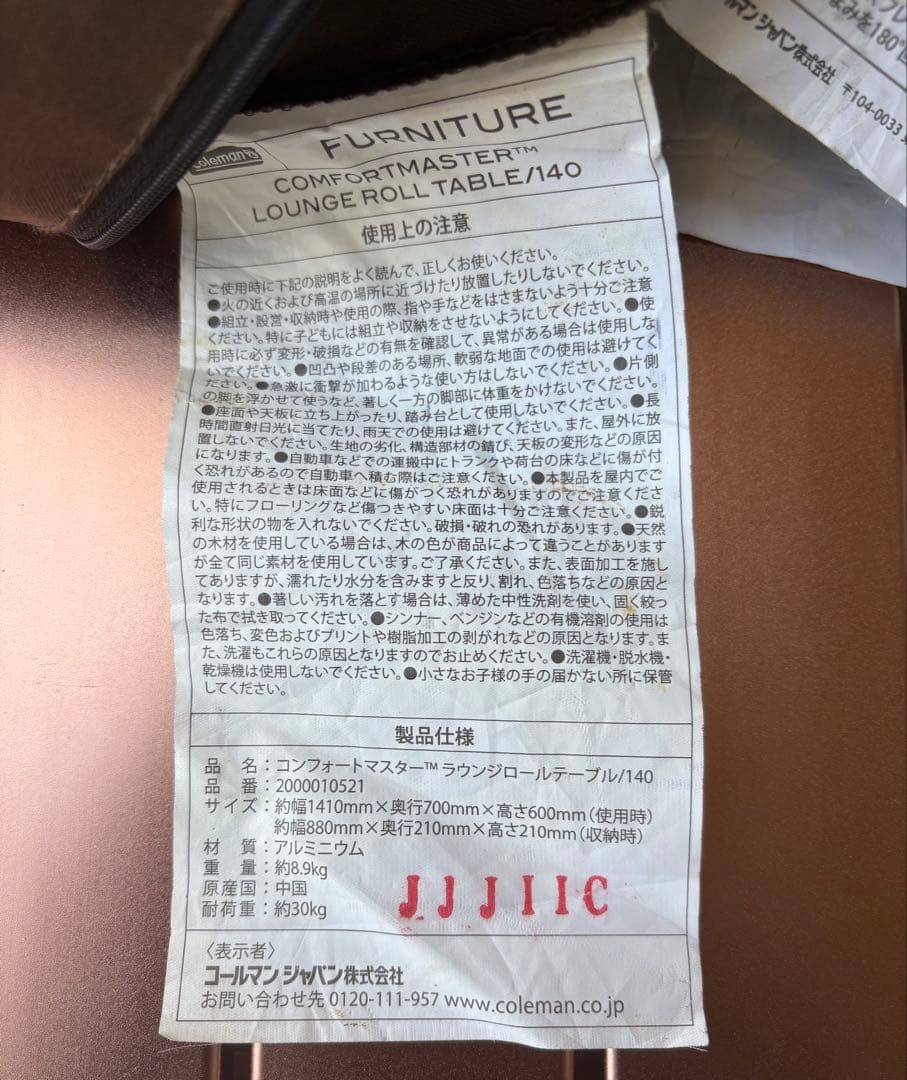 Coleman
FURNITURE
COMFORTMASTER™
LOUNGE ROLL TABLE/140
使用上の注意
ご使用時に下記の説明をよく読んで、正しくお使いください。
●火の近くおよび高温の場所に近づけたり放置したりしないでください。
●組立・設営・収納時や使用の際、指や手などをはさまないよう十分ご注意
ください。特に子どもには組立や収納をさせないようにしてください。●使
用時に必ず変形・破損などの有無を確認して、異常がある場合は使用しな
いでください。●凹凸や段差のある場所、軟弱な地面での使用は避けてく
ださい。●急激に衝撃が加わるような使い方はしないでください。●片側
の脚を浮かせて使うなど、著しく一方の脚部に体重をかけないでください。
●座面や天板に立ち上がったり、踏み台として使用しないでください。●長
時間直射日光に当てたり、雨天での使用は避けてください。また、屋外に放
置しないでください。生地の劣化、構造部材の錆び、天板の変形などの原因
になります。●自動車などでの運搬中にトランクや荷台の床などに傷が付
く恐れがあるので自動車へ積む際はご注意ください。●本製品を屋内でご
使用されるときは床面などに傷がつく恐れがありますのでご注意くださ
い。特にフローリングなど傷つきやすい床面は十分ご注意ください。●鋭
利な形状の物を入れないでください。破損・破れの恐れがあります。●天然
の木材を使用している場合は、木の色が商品によって違うことがあります
が全て同じ素材を使用しています。ご了承ください。また、表面加工を施し
てありますが、濡れたり水分を含みますと反り、割れ、色落ちなどの原因と
なります。●著しい汚れを落とす場合は、薄めた中性洗剤を使い、固く絞っ
た布で拭き取ってください。●シンナー、ベンジンなどの有機溶剤の使用は
色落ち、変色およびプリントや樹脂加工の剥がれなどの原因となります。ま
た、洗濯もこれらの原因となりますのでお止めください。●洗濯機・脱水機・
乾燥機は使用しないでください。●小さなお子様の手の届かない所に保管
してください。
製品仕様
品 名：コンフォートマスター™ ラウンジロールテーブル/140
品 番：2000010521
サイズ：約幅1410mm×奥行700mm×高さ600mm（使用時）
約幅880mm×奥行210mm×高さ210mm（収納時）
材 質：アルミニウム
重 量：約8.9kg
原産国：中国
耐荷重：約30kg
JJJIIC
〈表示者〉
コールマン ジャパン株式会社
お問い合わせ先 0120-111-957 www.coleman.co.jp
まみを180°
ルマン ジャパン株式会社
〒104-0033